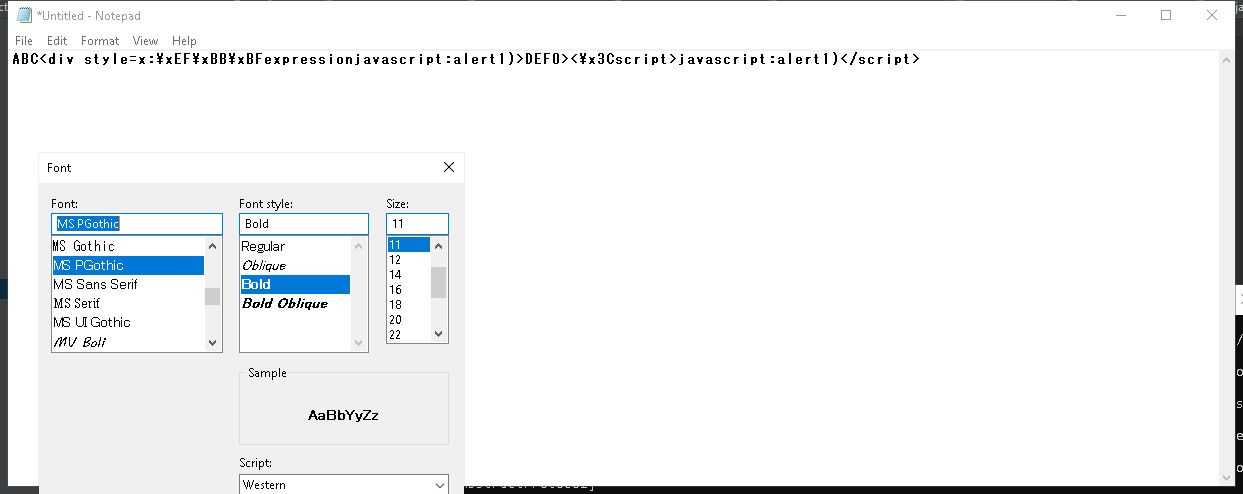 *Untitled - Notepad
File Edit Format View Help
ABC<div style=x:¥xEF¥xBB¥xBFexpressionjavascript:alert1)>DEFO><¥x3Cscript>javascript:alert1)</script>
Font
Font: Font style: Size:
MS PGothic Bold 11
MS Gothic Regular 11
MS PGothic Oblique 12
MS Sans Serif Bold 14
MS Serif Bold Oblique 16
MS UI Gothic 18
MV Boli 20
22
Sample
AaBbYyZz
Script:
Western